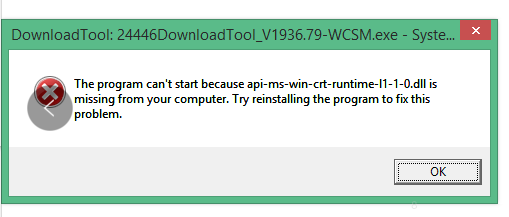 DownloadTool: 24446DownloadTool_V1936.79-WCSM.exe - Syste...
The program can't start because api-ms-win-crt-runtime-l1-1-0.dll is
missing from your computer. Try reinstalling the program to fix this
problem.
OK